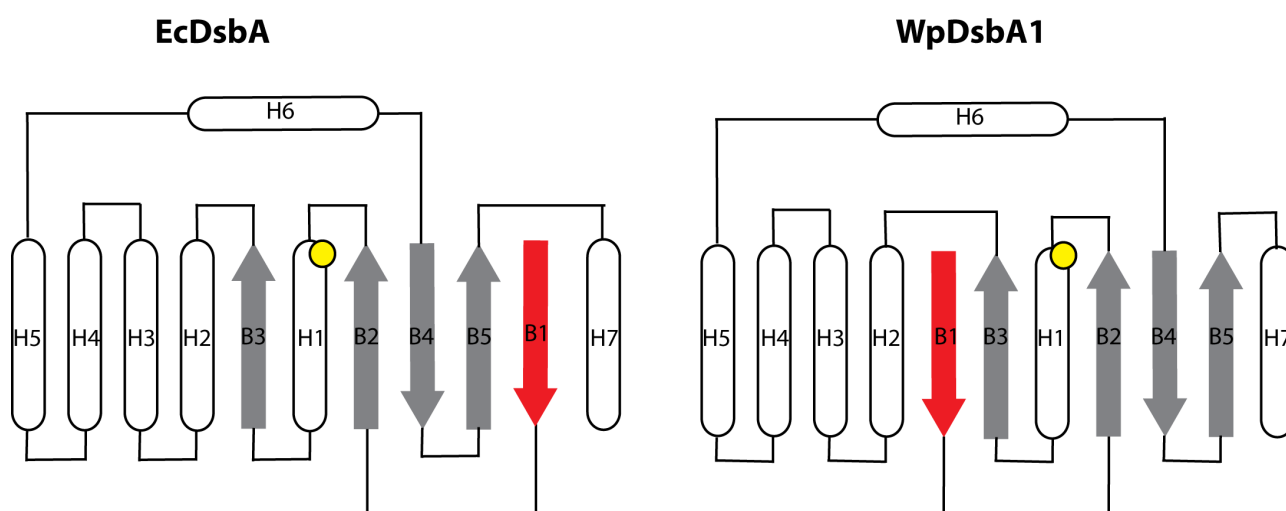 EcDsbA
WpDsbA1
H6
H6
H5 H4 H3 H2 B3 H1 B2 B4 B5 B1 H7
H5 H4 H3 H2 B1 B3 H1 B2 B4 B5 H7